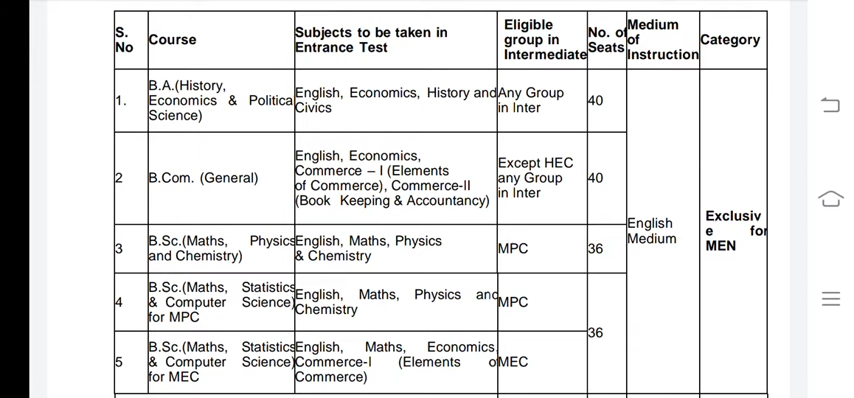 S. No
Course
Subjects to be taken in
Entrance Test
Eligible
group in
Intermediate
No. of
Seats
Medium
of
Instruction
Category
1.
B.A.(History,
Economics & Politica
Science)
English, Economics, History and
Civics
Any Group
in Inter
40
2
B.Com. (General)
English, Economics,
Commerce – I (Elements
of Commerce), Commerce-II
(Book Keeping & Accountancy)
Except HEC
any Group
in Inter
40
3
B.Sc.(Maths, Physics
and Chemistry)
English, Maths, Physics
& Chemistry
MPC
36
4
B.Sc.(Maths, Statistics
& Computer Science)
for MPC
English, Maths, Physics and
Chemistry
MPC
36
5
B.Sc.(Maths, Statistics
& Computer Science)
for MEC
English, Maths, Economics,
Commerce-I (Elements o
Commerce)
MEC
English
Medium
Exclusiv
e for
MEN